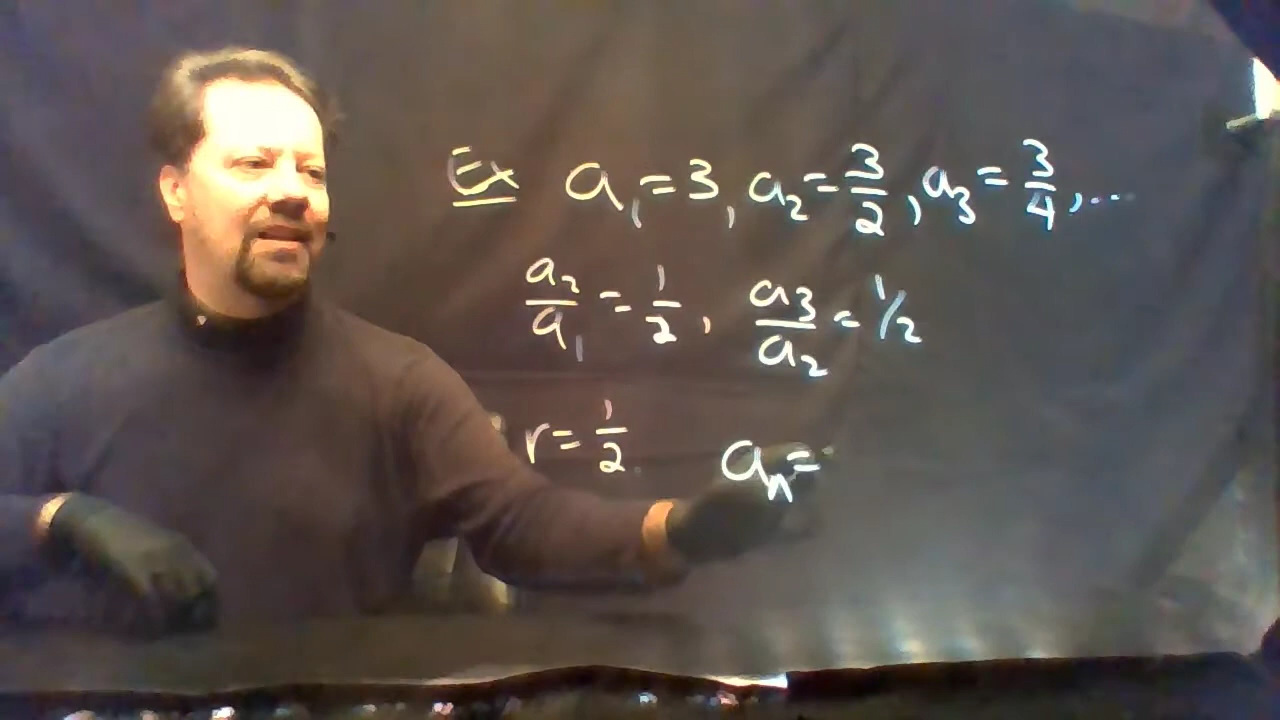 Ex a₁ = 3, a₂ = 3/2, a₃ = 3/4, ...
a₂/a₁ = 1/2, a₃/a₂ = 1/2
r = 1/2 aₙ =